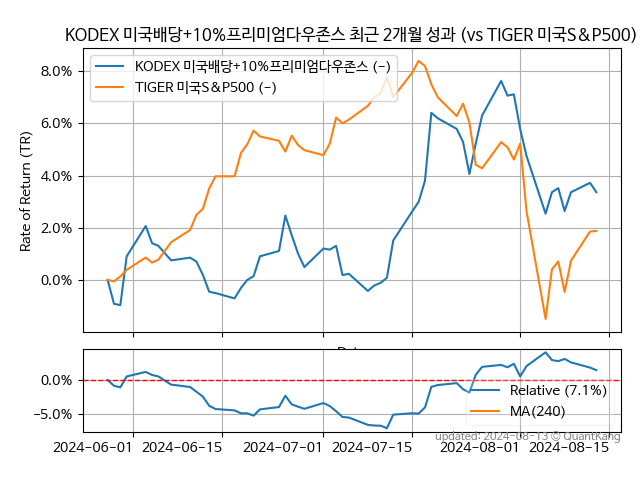 KODEX 미국배당+10%프리미엄다우존스 최근 2개월 성과 (vs TIGER 미국S&P500)
KODEX 미국배당+10%프리미엄다우존스 (-)
TIGER 미국S&P500 (-)
Rate of Return (TR)
8.0%
6.0%
4.0%
2.0%
0.0%
0.0%
−5.0%
Relative (7.1%)
MA(240)
updated: 2024-08-13 © QuantKang
2024-06-01
2024-06-15
2024-07-01
2024-07-15
2024-08-01
2024-08-15